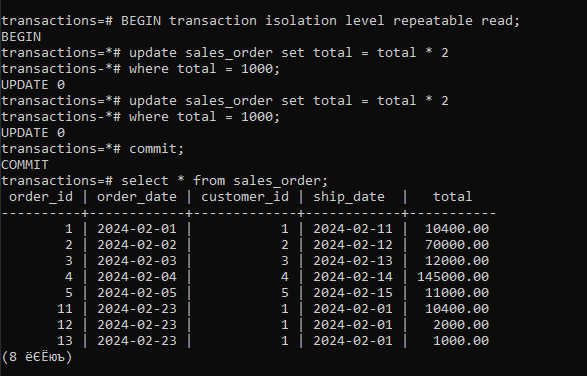 transactions=# BEGIN transaction isolation level repeatable read;
BEGIN
transactions=*# update sales_order set total = total * 2
transactions-*# where total = 1000;
UPDATE 0
transactions=*# update sales_order set total = total * 2
transactions-*# where total = 1000;
UPDATE 0
transactions=*# commit;
COMMIT
transactions=# select * from sales_order;
 order_id | order_date | customer_id | ship_date  |   total
----------+------------+-------------+------------+-----------
        1 | 2024-02-01 |           1 | 2024-02-11 |  10400.00
        2 | 2024-02-02 |           2 | 2024-02-12 |  70000.00
        3 | 2024-02-03 |           3 | 2024-02-13 |  12000.00
        4 | 2024-02-04 |           4 | 2024-02-14 | 145000.00
        5 | 2024-02-05 |           5 | 2024-02-15 |  11000.00
       11 | 2024-02-23 |           1 | 2024-02-01 |  10400.00
       12 | 2024-02-23 |           1 | 2024-02-01 |   2000.00
       13 | 2024-02-23 |           1 | 2024-02-01 |   1000.00
(8 ёЄЁюъ)